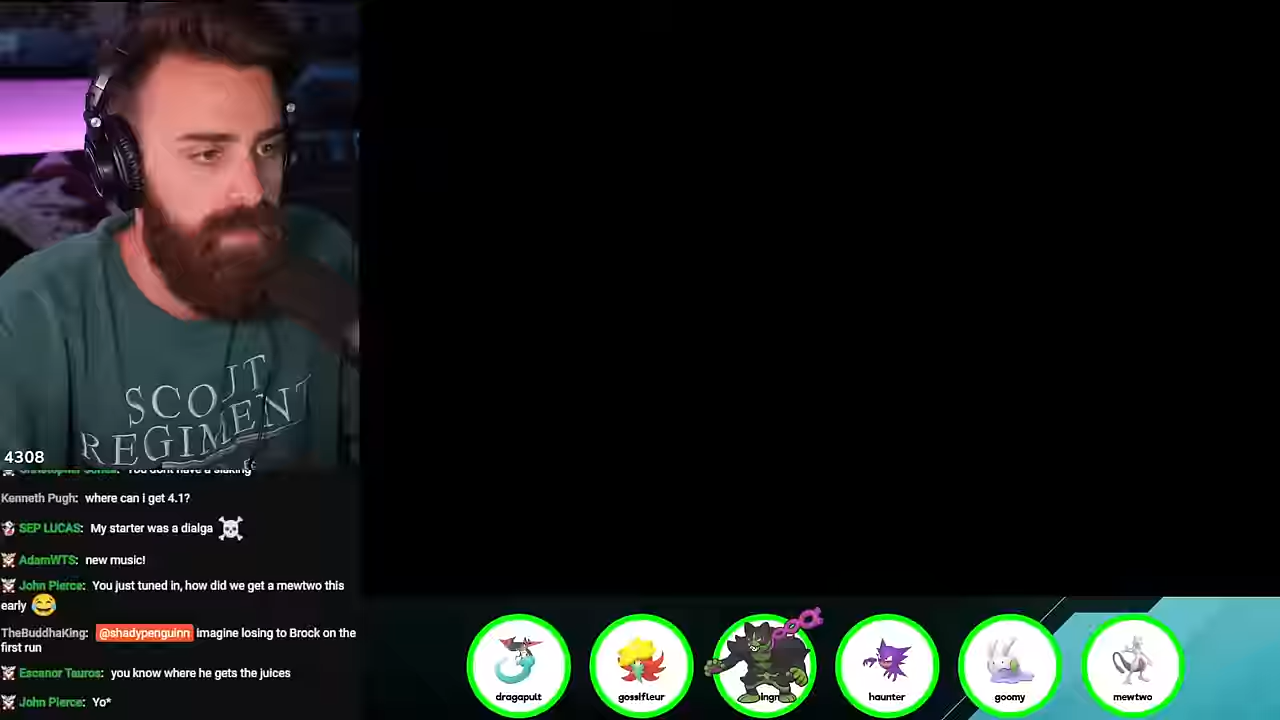 SCOTT
REGIMENT
4308
You dont have a slaking
Kenneth Pugh: where can i get 4.1?
SEP LUCAS: My starter was a dialga
AdamWTS: new music!
John Pierce: You just tuned in, how did we get a mewtwo this
early
TheBuddhaKing: @shadypenguinn imagine losing to Brock on the
first run
Escanor Tauros: you know where he gets the juices
John Pierce: Yo*
dragapult
gossifleur
haunter
goomy
mewtwo